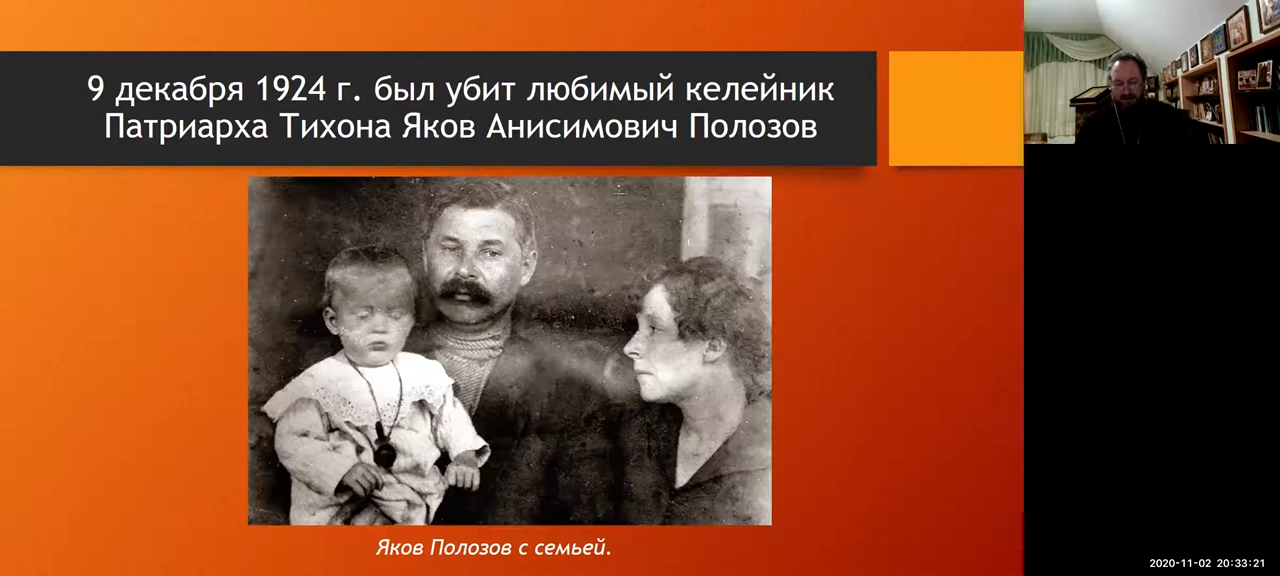 9 декабря 1924 г. был убит любимый келейник
Патриарха Тихона Яков Анисимович Полозов
Яков Полозов с семьей.
2020-11-02 20:33:21